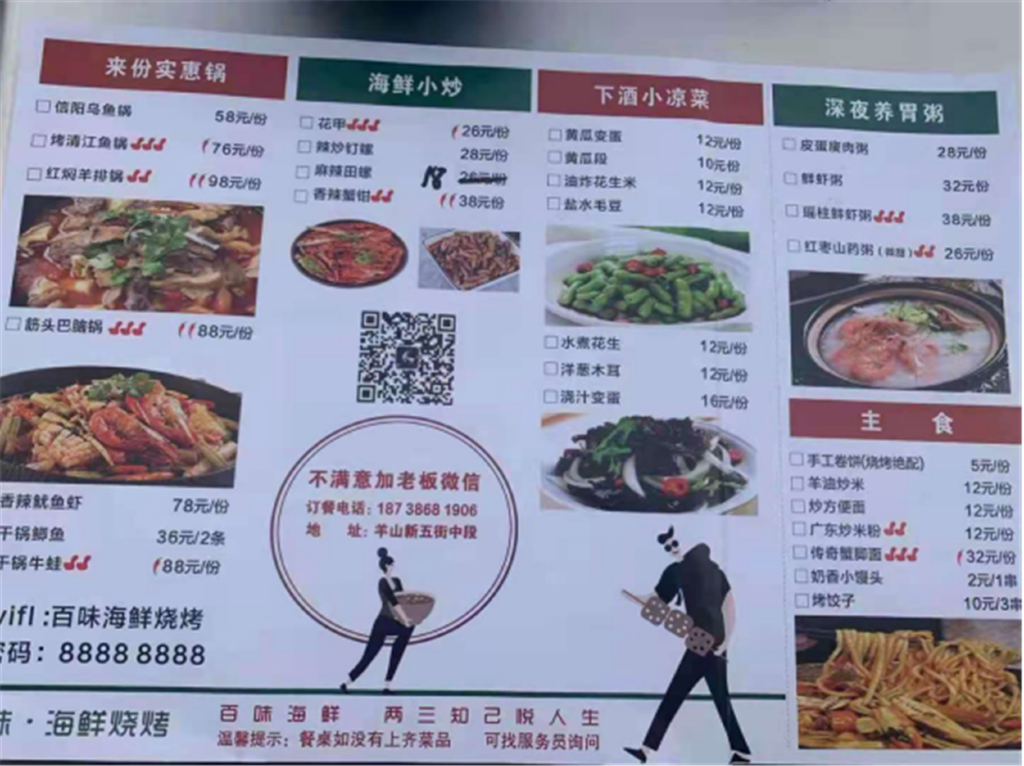 来份实惠锅
信阳乌鱼锅 58元/份
烤清江鱼锅 76元/份
红焖羊排锅 98元/份
筋头巴脑锅 88元/份
香辣鱿鱼虾 78元/份
干锅鲫鱼 36元/2条
干锅牛蛙 88元/份
wifi:百味海鲜烧烤
密码：8888 8888
海鲜小炒
花甲 26元/份
辣炒钉螺 28元/份
麻辣田螺 18 26元/份
香辣蟹钳 38元/份
不满意加老板微信
订餐电话：187 3868 1906
地 址：羊山新五街中段
下酒小凉菜
黄瓜变蛋 12元/份
黄瓜段 10元份
油炸花生米 12元/份
盐水毛豆 12元/份
水煮花生 12元/份
洋葱木耳 12元/份
浇汁变蛋 16元/份
深夜养胃粥
皮蛋瘦肉粥 28元/份
鲜虾粥 32元份
瑶柱鲜虾粥 38元/份
红枣山药粥（微甜） 26元/份
主 食
手工卷饼(烧烤绝配) 5元/份
羊油炒米 12元/份
炒方便面 12元/份
广东炒米粉 12元/份
传奇蟹脚面 32元/份
奶香小馒头 2元/1串
烤饺子 10元/3串
味·海鲜烧烤
百味海鲜 两三知己悦人生
温馨提示：餐桌如没有上齐菜品 可找服务员询问